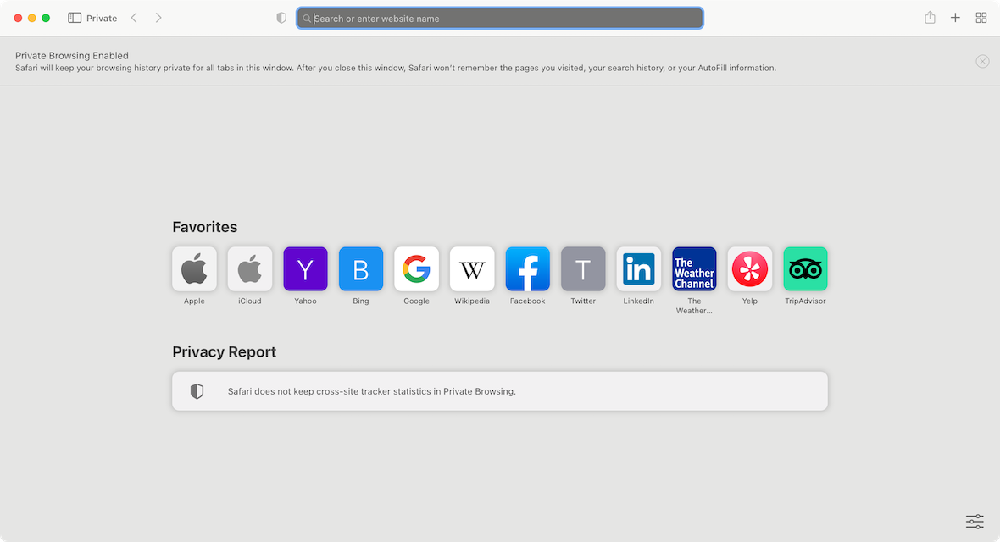 Private
Search or enter website name
Private Browsing Enabled
Safari will keep your browsing history private for all tabs in this window. After you close this window, Safari won't remember the pages you visited, your search history, or your AutoFill information.
Favorites
Y
B
G
W
f
T
in
The
Weather
Channel
Apple
iCloud
Yahoo
Bing
Google
Wikipedia
Facebook
Twitter
LinkedIn
The
Weather...
Yelp
TripAdvisor
Privacy Report
Safari does not keep cross-site tracker statistics in Private Browsing.